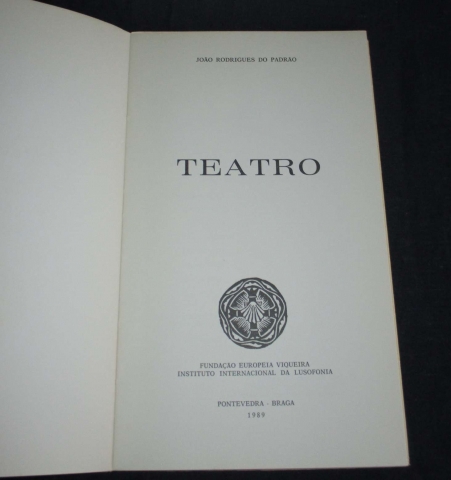 JOÃO RODRIGUES DO PADRÃO
TEATRO
FUNDAÇÃO EUROPEIA VIQUEIRA
INSTITUTO INTERNACIONAL DA LUSOFONIA
PONTEVEDRA - BRAGA
1989